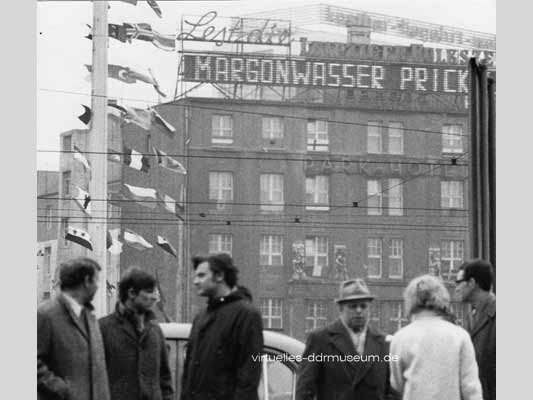 Lest die
MARGONWASSER PRICK
PARK HOTEL
virtuelles-ddrmuseum.de